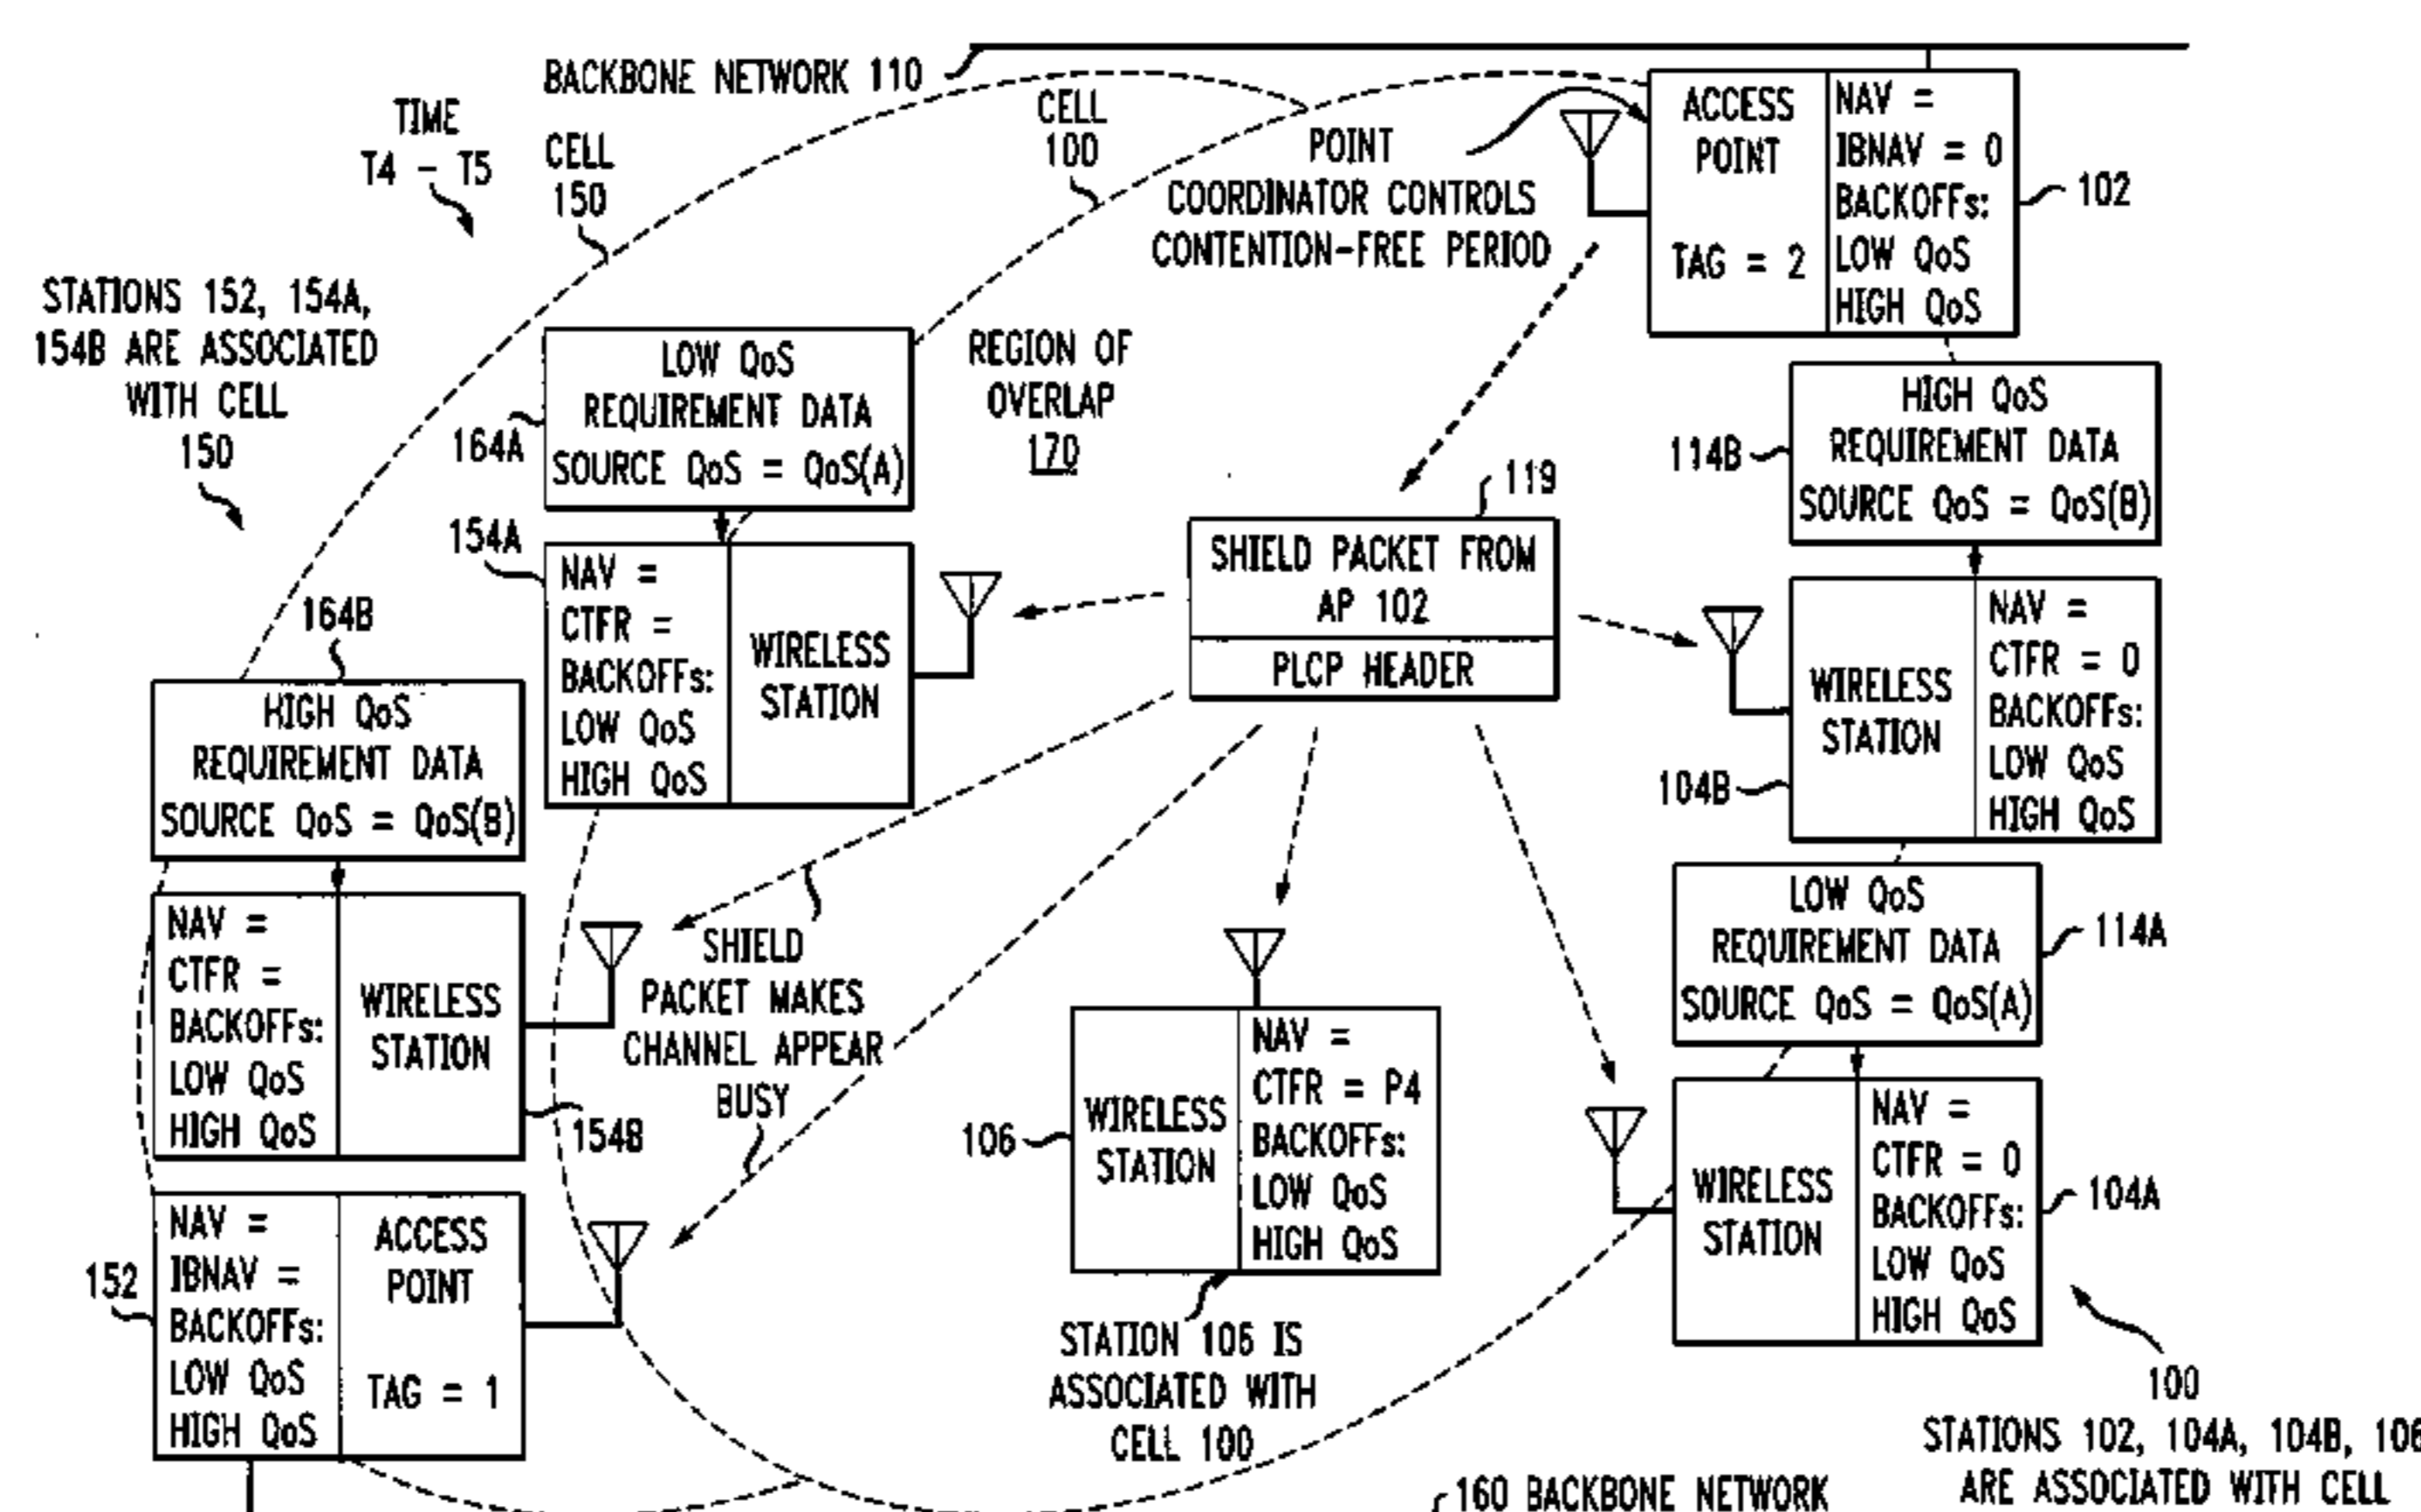 BACKBONE NETWORK 110
TIME
T4 - T5
CELL
150
CELL
100
POINT
COORDINATOR CONTROLS
CONTENTION-FREE PERIOD
ACCESS
POINT
TAG = 2
NAV =
IBNAV = 0
BACKOFFs:
LOW QoS
HIGH QoS
102
STATIONS 152, 154A,
154B ARE ASSOCIATED
WITH CELL
150
LOW QoS
REQUIREMENT DATA
SOURCE QoS = QoS(A)
164A
REGION OF
OVERLAP
170
HIGH QoS
REQUIREMENT DATA
SOURCE QoS = QoS(B)
114B
119
SHIELD PACKET FROM
AP 102
PLCP HEADER
154A
NAV =
CTFR =
BACKOFFs:
LOW QoS
HIGH QoS
WIRELESS
STATION
WIRELESS
STATION
NAV =
CTFR = 0
BACKOFFs:
LOW QoS
HIGH QoS
104B
164B
HIGH QoS
REQUIREMENT DATA
SOURCE QoS = QoS(B)
NAV =
CTFR =
BACKOFFs:
LOW QoS
HIGH QoS
WIRELESS
STATION
154B
SHIELD
PACKET MAKES
CHANNEL APPEAR
BUSY
LOW QoS
REQUIREMENT DATA
SOURCE QoS = QoS(A)
114A
106
WIRELESS
STATION
NAV =
CTFR = P4
BACKOFFs:
LOW QoS
HIGH QoS
STATION 106 IS
ASSOCIATED WITH
CELL 100
WIRELESS
STATION
NAV =
CTFR = 0
BACKOFFs:
LOW QoS
HIGH QoS
104A
152
NAV =
IBNAV =
BACKOFFs:
LOW QoS
HIGH QoS
ACCESS
POINT
TAG = 1
100
STATIONS 102, 104A, 104B, 106
ARE ASSOCIATED WITH CELL
160 BACKBONE NETWORK